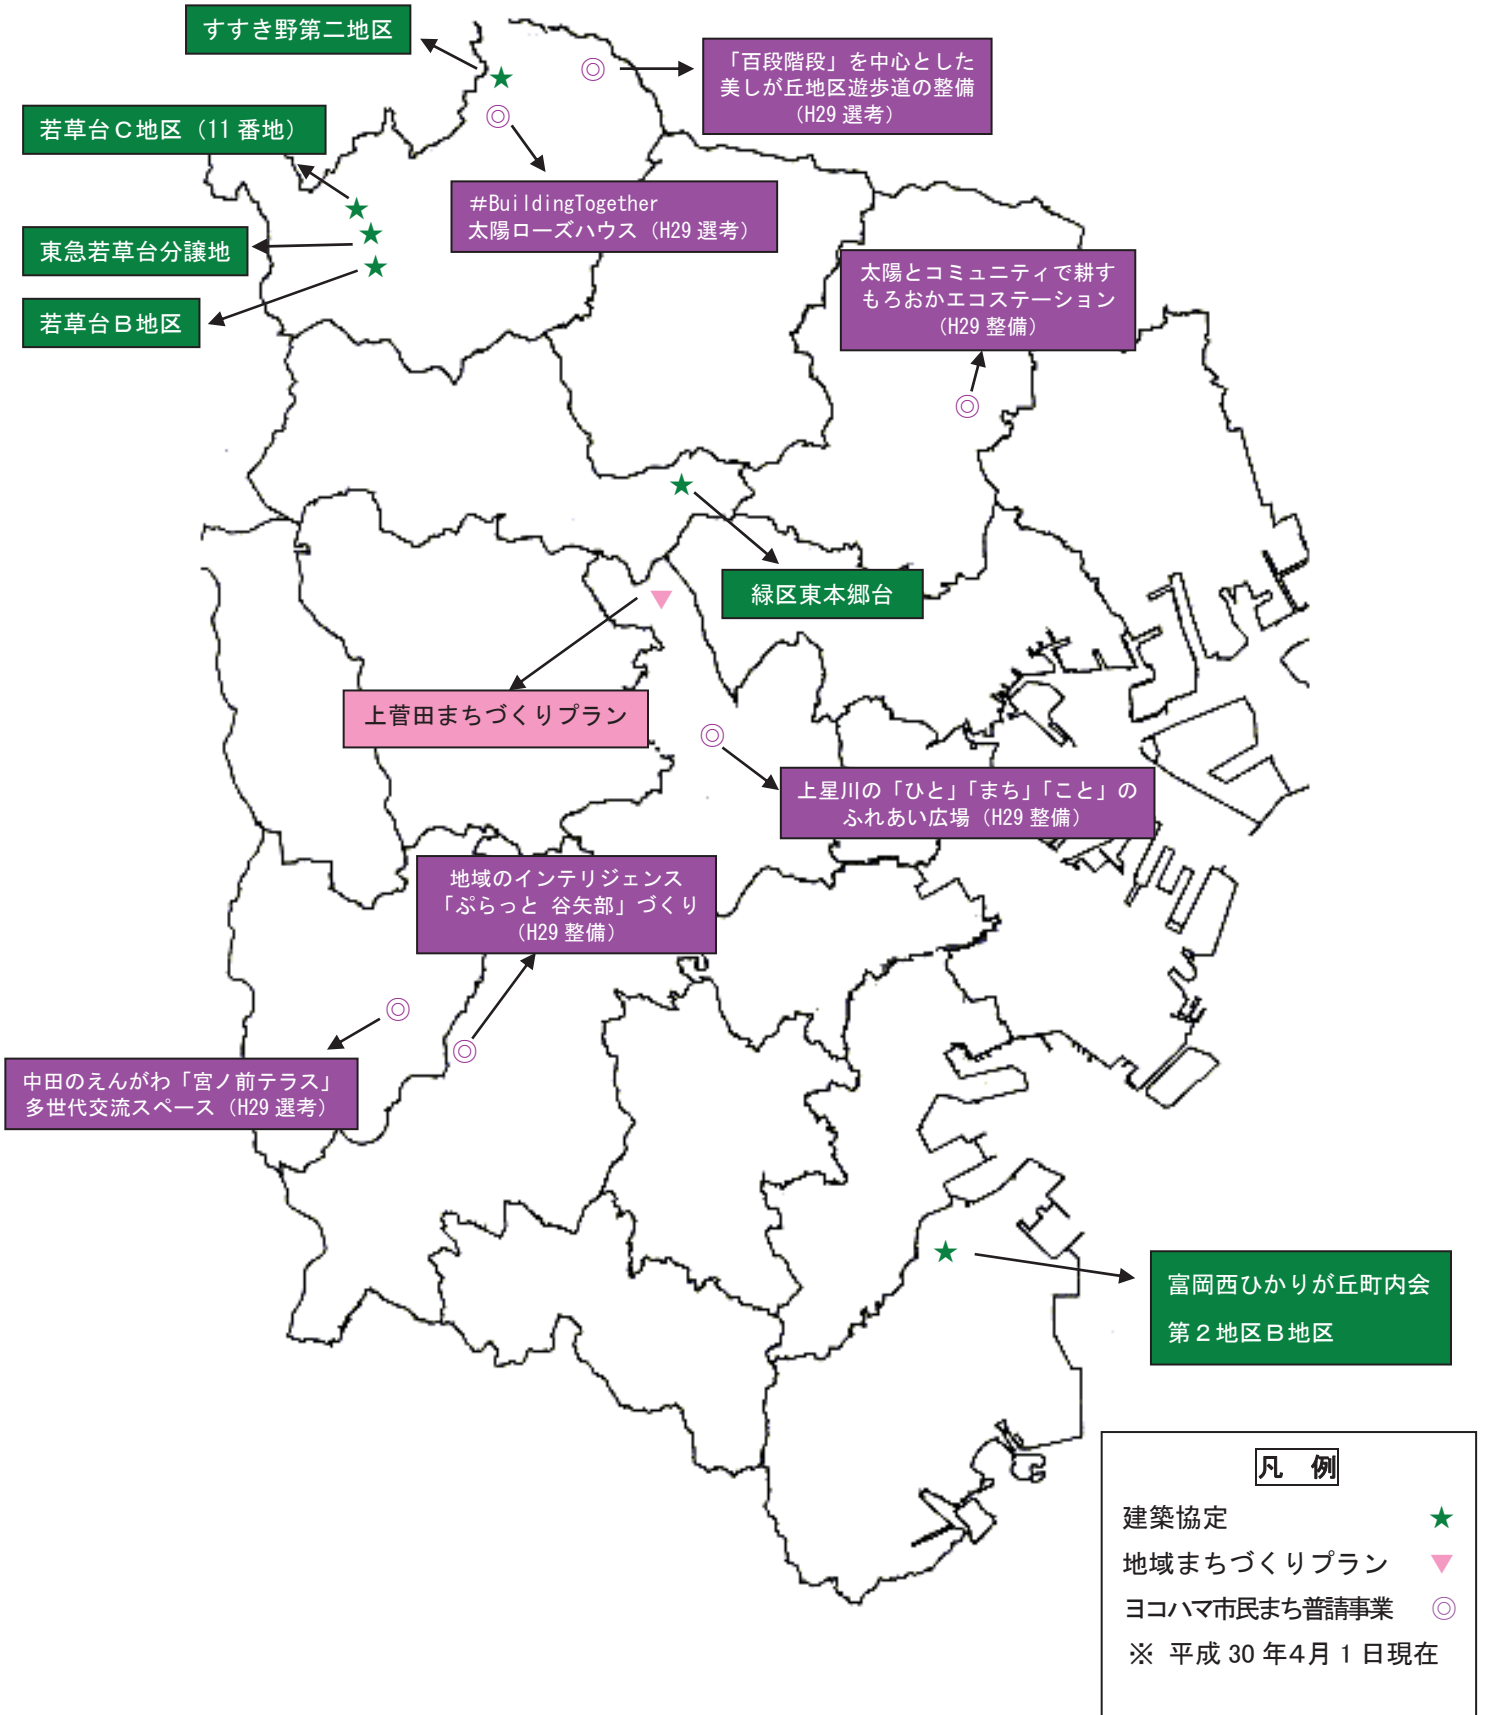 すすき野第二地区
「百段階段」を中心とした
美しが丘地区遊歩道の整備
(H29 選考)
若草台C地区（11 番地）
#BuildingTogether
太陽ローズハウス（H29 選考）
東急若草台分譲地
若草台B地区
太陽とコミュニティで耕す
もろおかエコステーション
(H29 整備)
緑区東本郷台
上菅田まちづくりプラン
上星川の「ひと」「まち」「こと」の
ふれあい広場（H29 整備）
地域のインテリジェンス
「ぷらっと 谷矢部」づくり
(H29 整備)
中田のえんがわ「宮ノ前テラス」
多世代交流スペース（H29 選考）
富岡西ひかりが丘町内会
第２地区B地区
凡　例
建築協定 ★
地域まちづくりプラン ▼
ヨコハマ市民まち普請事業 ◎
※ 平成 30 年4月 1 日現在